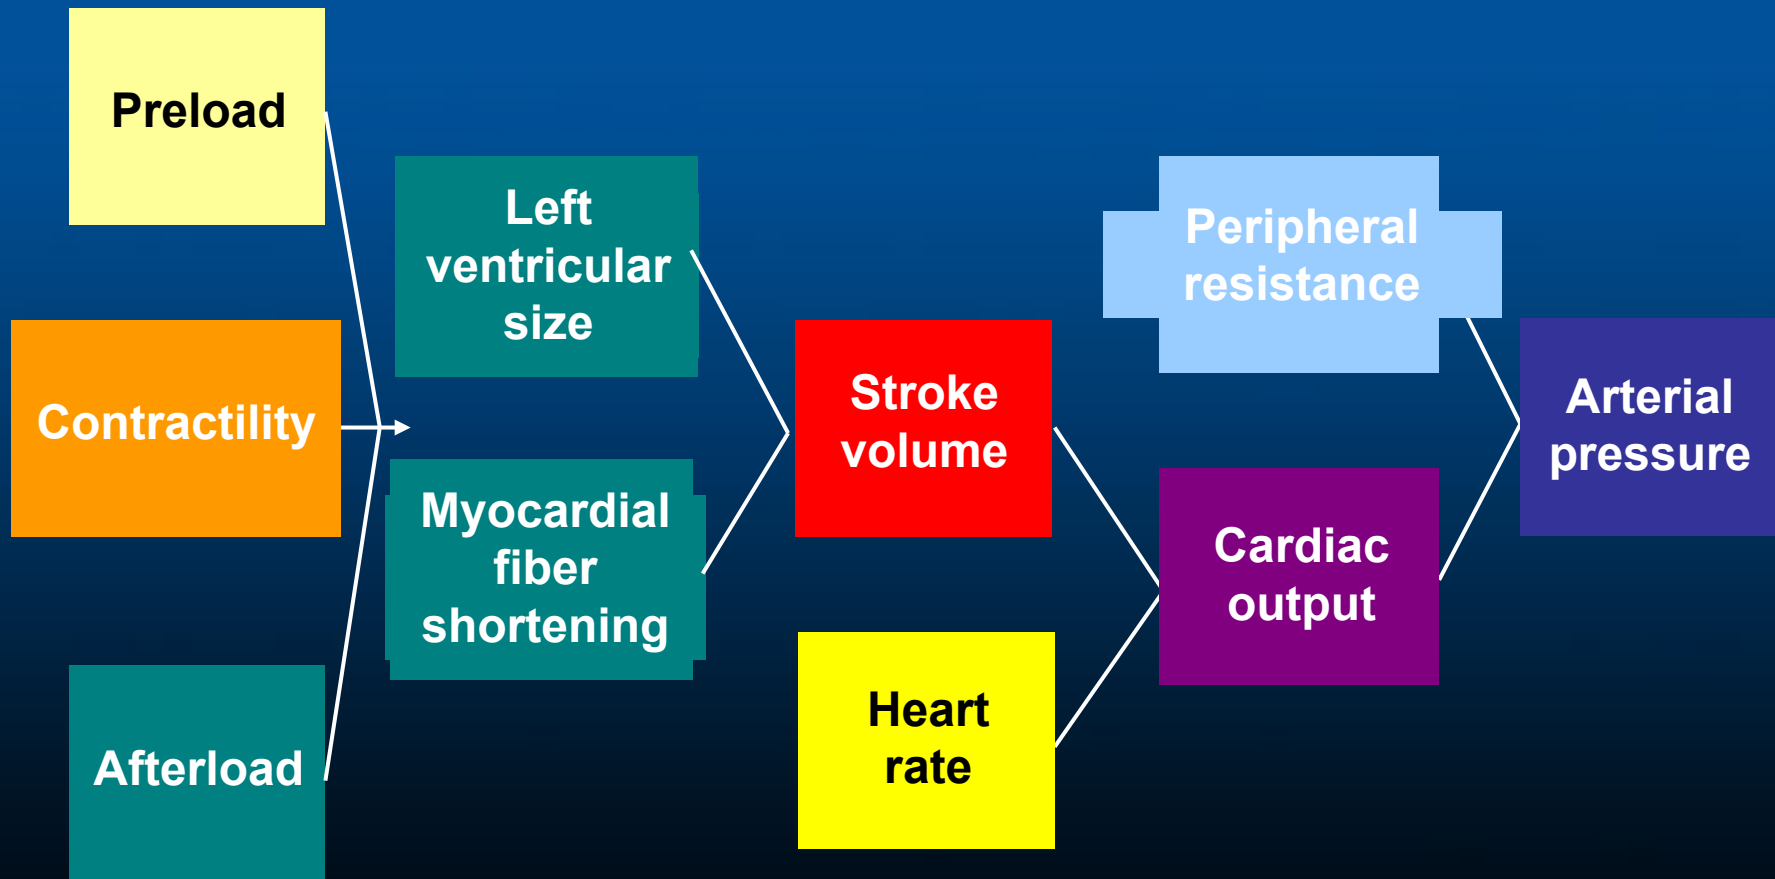 Preload
Contractility
Afterload
Left
ventricular
size
Myocardial
fiber
shortening
Stroke
volume
Heart
rate
Peripheral
resistance
Cardiac
output
Arterial
pressure